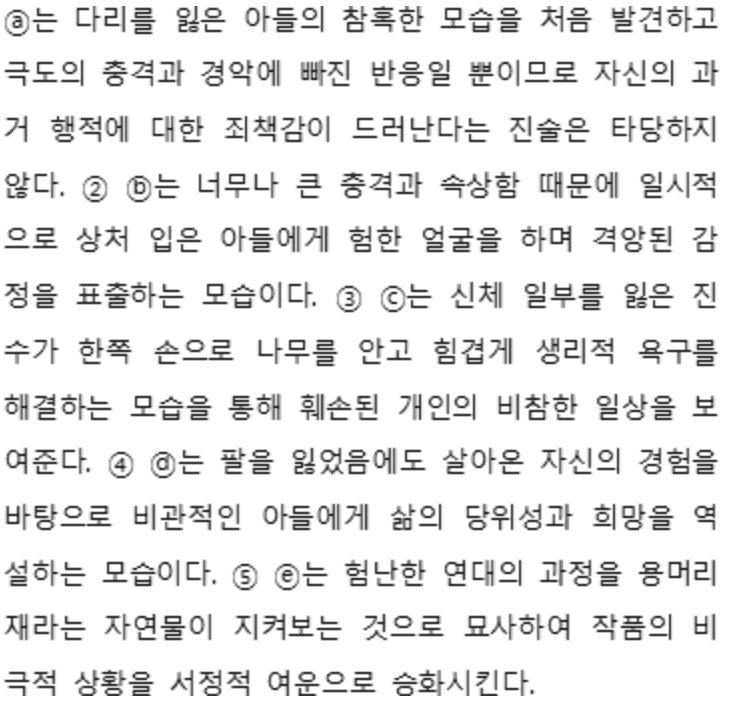 ⓐ는 다리를 잃은 아들의 참혹한 모습을 처음 발견하고
극도의 충격과 경악에 빠진 반응일 뿐이므로 자신의 과
거 행적에 대한 죄책감이 드러난다는 진술은 타당하지
않다. ② ⓑ는 너무나 큰 충격과 속상함 때문에 일시적
으로 상처 입은 아들에게 험한 얼굴을 하며 격앙된 감
정을 표출하는 모습이다. ③ ⓒ는 신체 일부를 잃은 진
수가 한쪽 손으로 나무를 안고 힘겹게 생리적 욕구를
해결하는 모습을 통해 훼손된 개인의 비참한 일상을 보
여준다. ④ ⓓ는 팔을 잃었음에도 살아온 자신의 경험을
바탕으로 비관적인 아들에게 삶의 당위성과 희망을 역
설하는 모습이다. ⑤ ⓔ는 험난한 연대의 과정을 용머리
재라는 자연물이 지켜보는 것으로 묘사하여 작품의 비
극적 상황을 서정적 여운으로 승화시킨다.